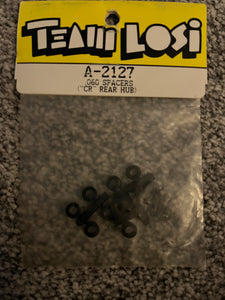 TEAM LOSI
A-2127
.060 SPACERS
("CR" REAR HUB)